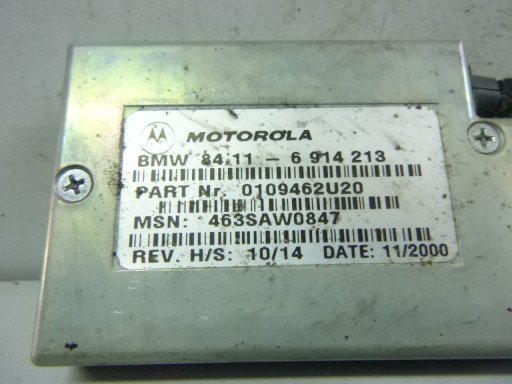 MOTOROLA
BMW 84.11 - 6 914 213
PART Nr. 0109462U20
MSN: 463SAW0847
REV. H/S: 10/14 DATE: 11/2000